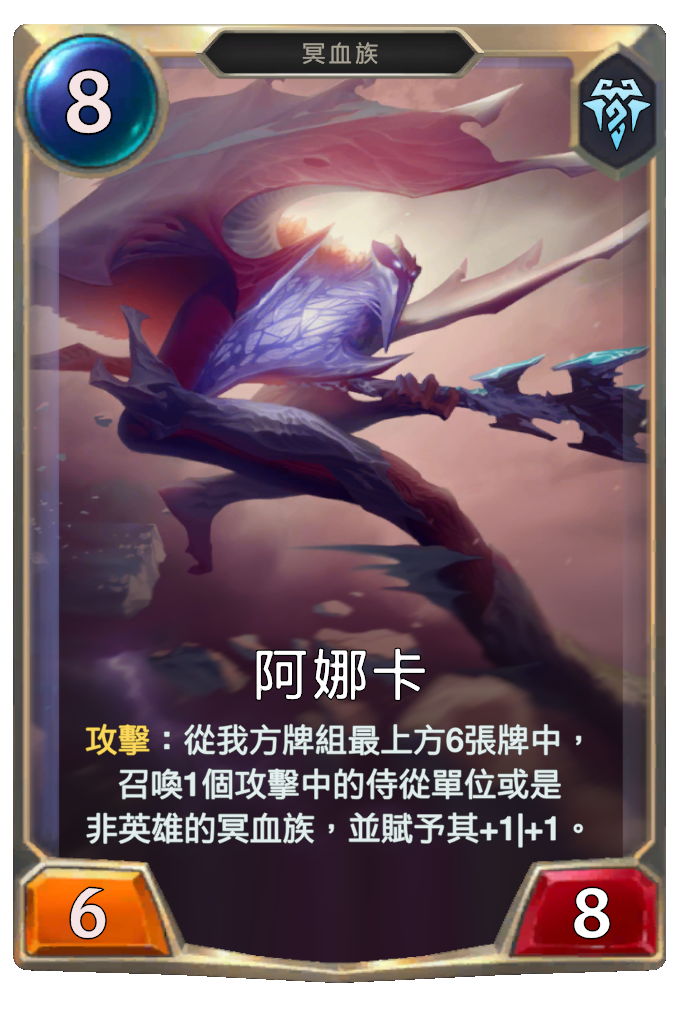 冥血族
8
阿娜卡
攻擊：從我方牌組最上方6張牌中，
召喚1個攻擊中的侍從單位或是
非英雄的冥血族，並賦予其+1|+1。
6
8